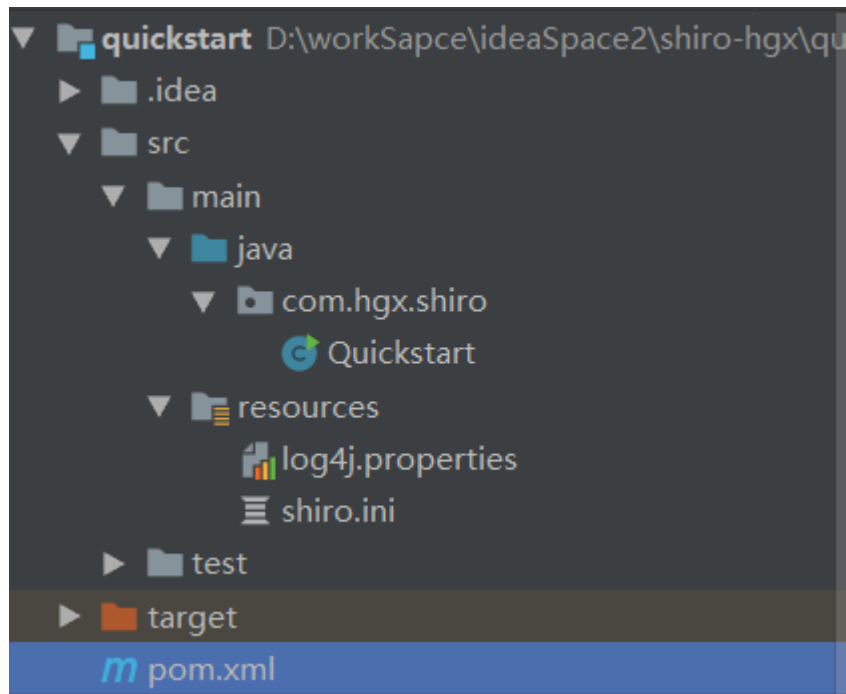 quickstart D:\workSapce\ideaSpace2\shiro-hgx\qu
.idea
src
main
java
com.hgx.shiro
Quickstart
resources
log4j.properties
shiro.ini
test
target
pom.xml